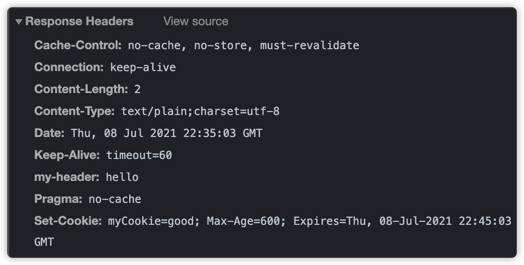 Response Headers View source
Cache-Control: no-cache, no-store, must-revalidate
Connection: keep-alive
Content-Length: 2
Content-Type: text/plain;charset=utf-8
Date: Thu, 08 Jul 2021 22:35:03 GMT
Keep-Alive: timeout=60
my-header: hello
Pragma: no-cache
Set-Cookie: myCookie=good; Max-Age=600; Expires=Thu, 08-Jul-2021 22:45:03
GMT